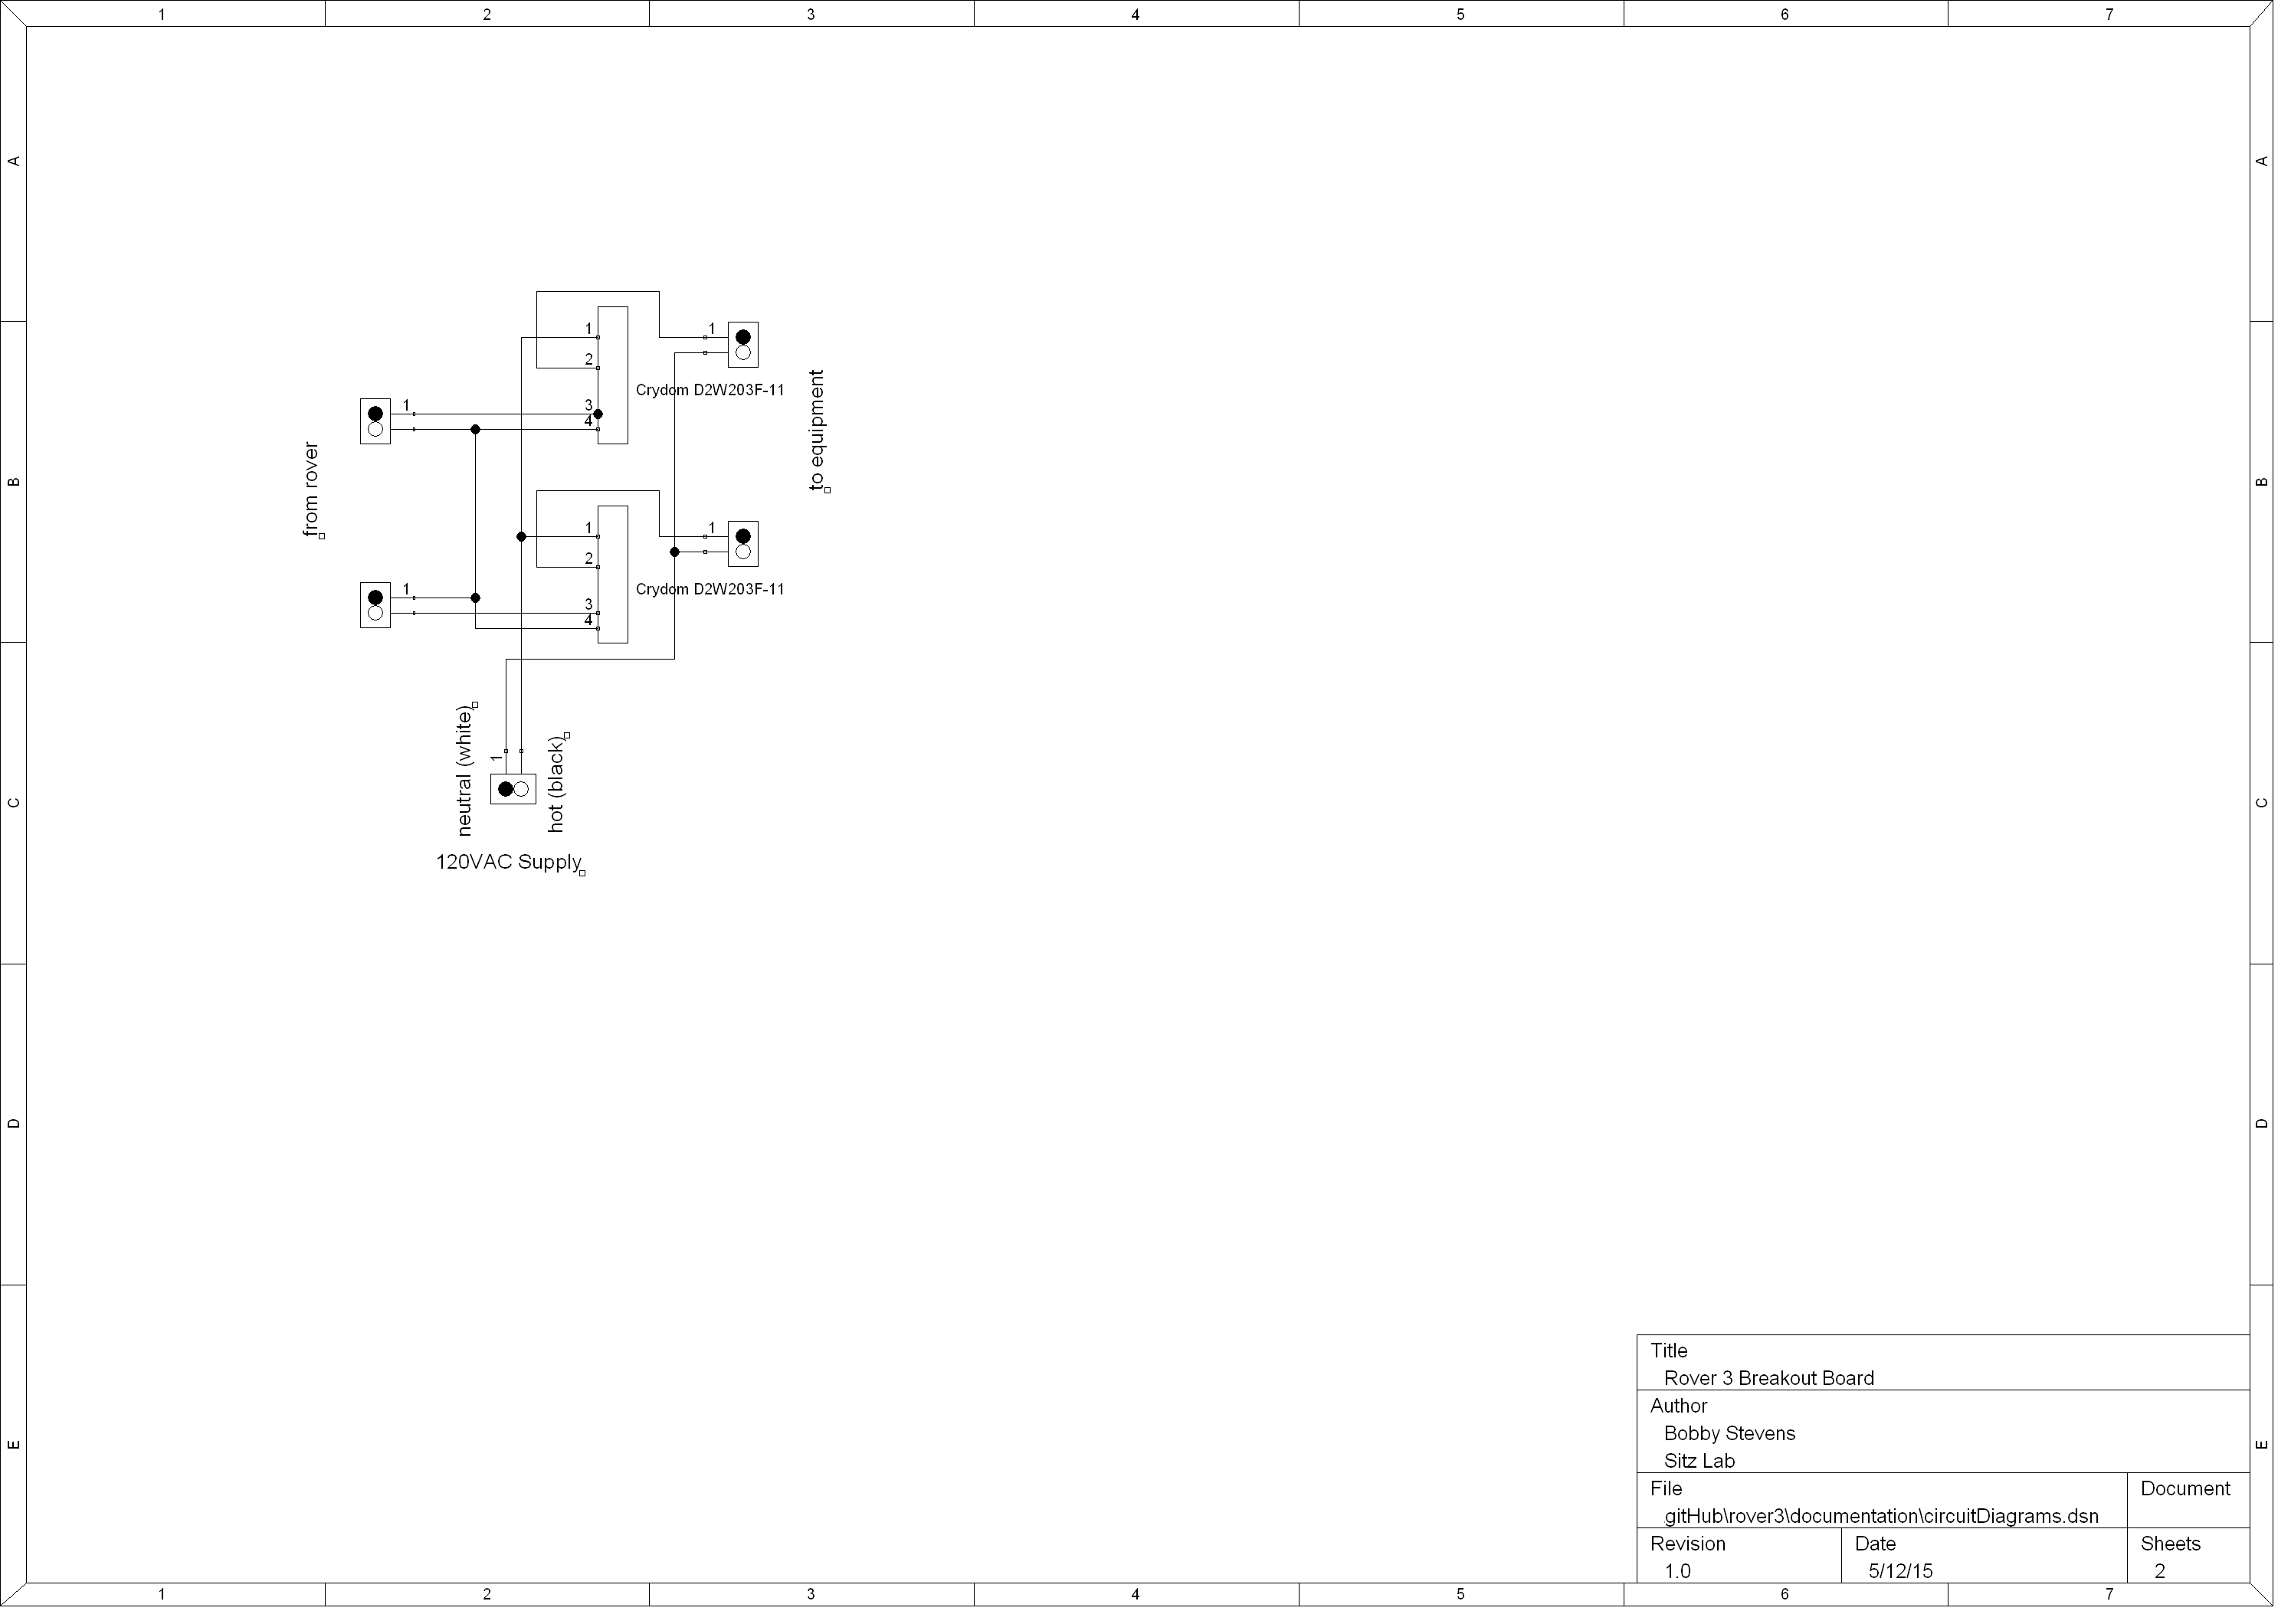 1 2 3 4 5 6 7
A A
1 1
2
Crydom D2W203F-11
to equipment
1 3
4
from rover
B B
1 1
2
Crydom D2W203F-11
1 3
4
neutral (white)
1
hot (black)
C C
120VAC Supply
D D
Title
Rover 3 Breakout Board
Author
Bobby Stevens
E E
Sitz Lab
File Document
gitHub\rover3\documentation\circuitDiagrams.dsn
Revision Date Sheets
1.0 5/12/15 2
1 2 3 4 5 6 7